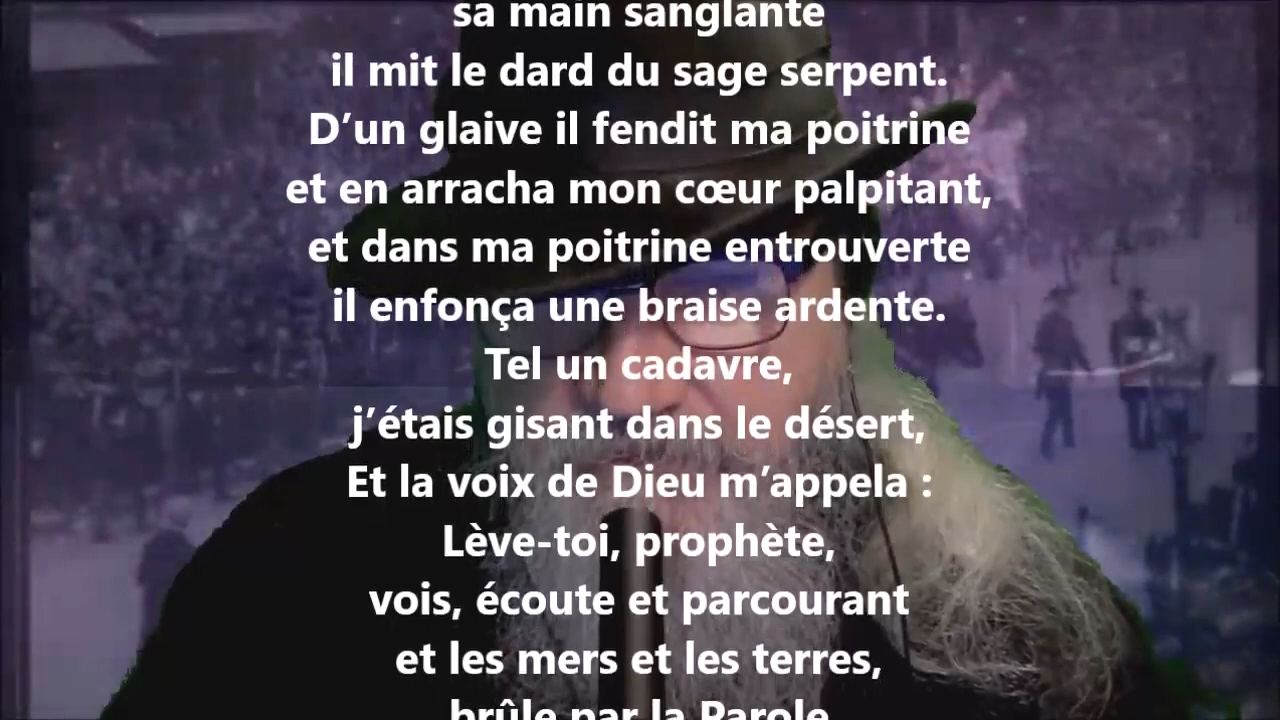 sa main sanglante
il mit le dard du sage serpent.
D’un glaive il fendit ma poitrine
et en arracha mon cœur palpitant,
et dans ma poitrine entrouverte
il enfonça une braise ardente.
Tel un cadavre,
j’étais gisant dans le désert,
Et la voix de Dieu m’appela :
Lève-toi, prophète,
vois, écoute et parcourant
et les mers et les terres,
brûle par la Parole